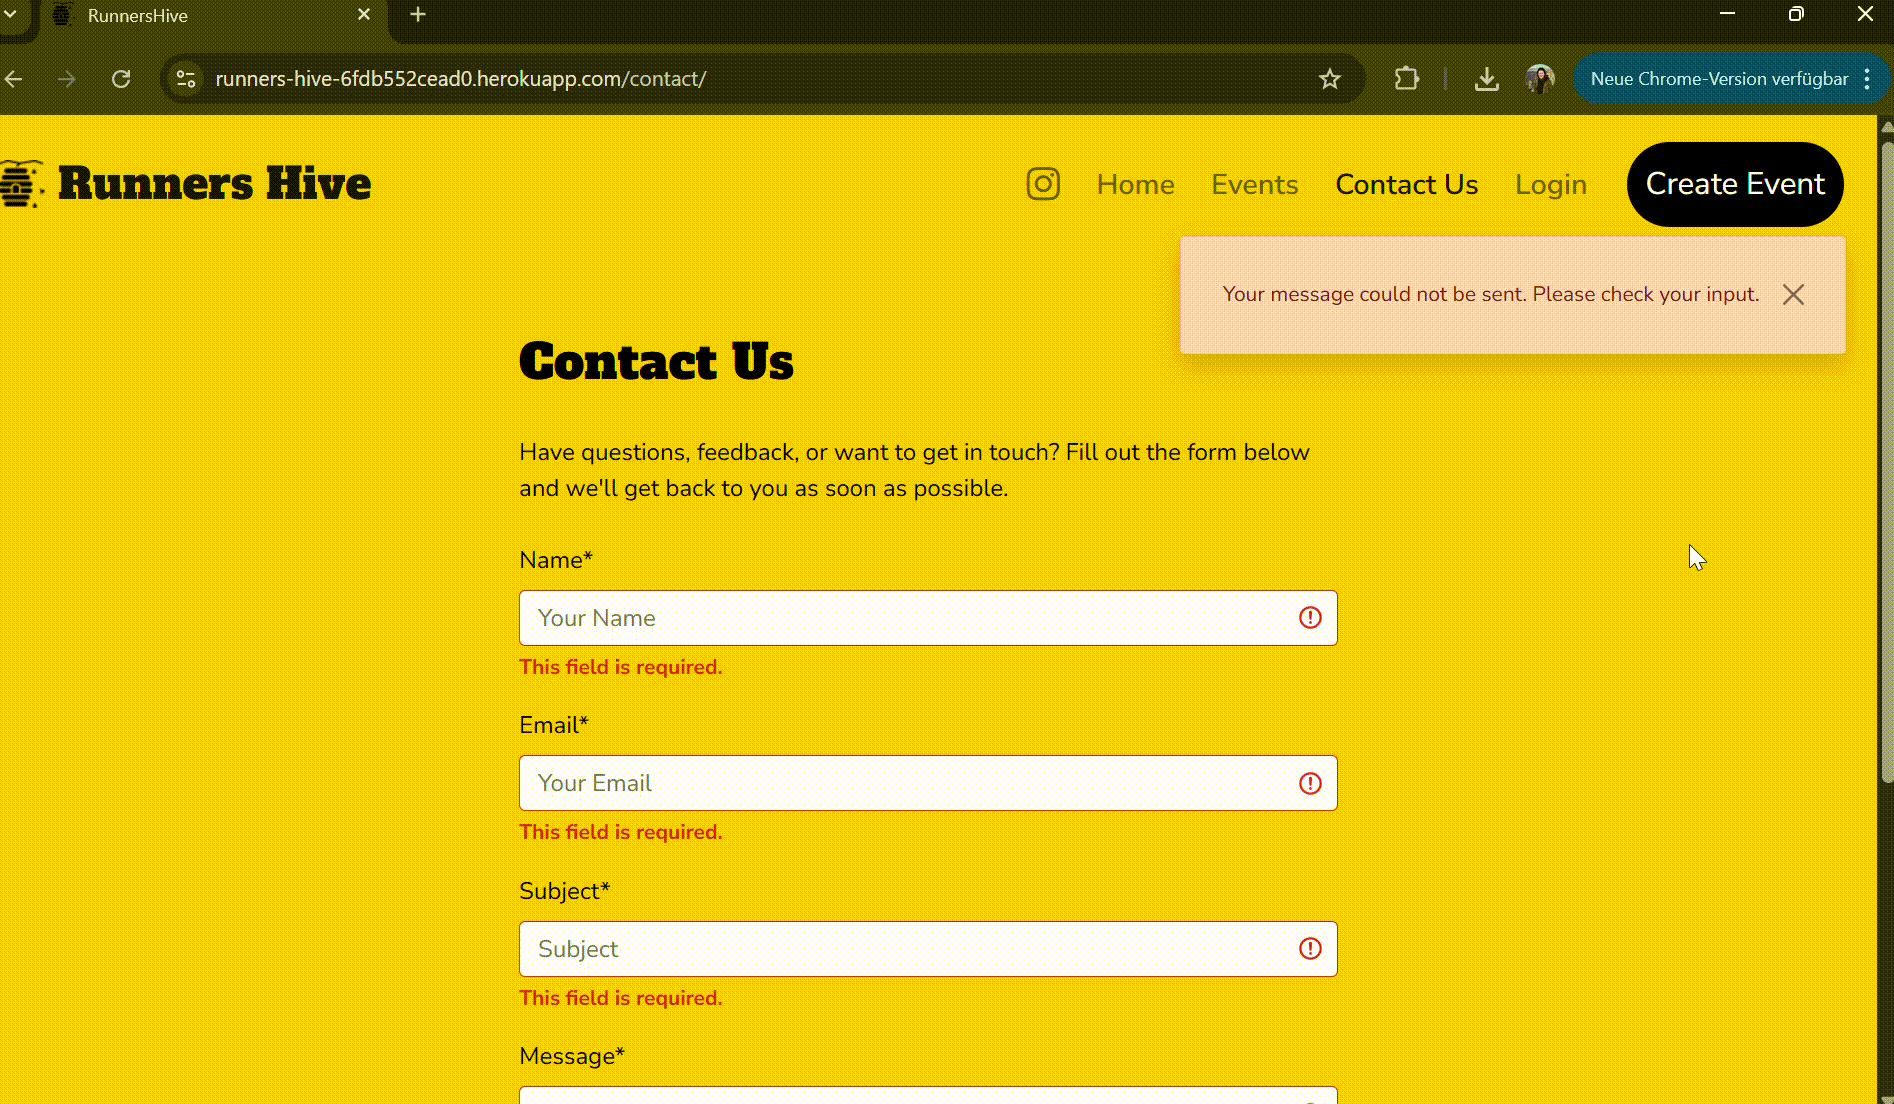 RunnersHive
runners-hive-6fdb552cead0.herokuapp.com/contact/
Neue Chrome-Version verfügbar
Runners Hive
Home
Events
Contact Us
Login
Create Event
Your message could not be sent. Please check your input.
Contact Us
Have questions, feedback, or want to get in touch? Fill out the form below
and we'll get back to you as soon as possible.
Name*
Your Name
This field is required.
Email*
Your Email
This field is required.
Subject*
Subject
This field is required.
Message*